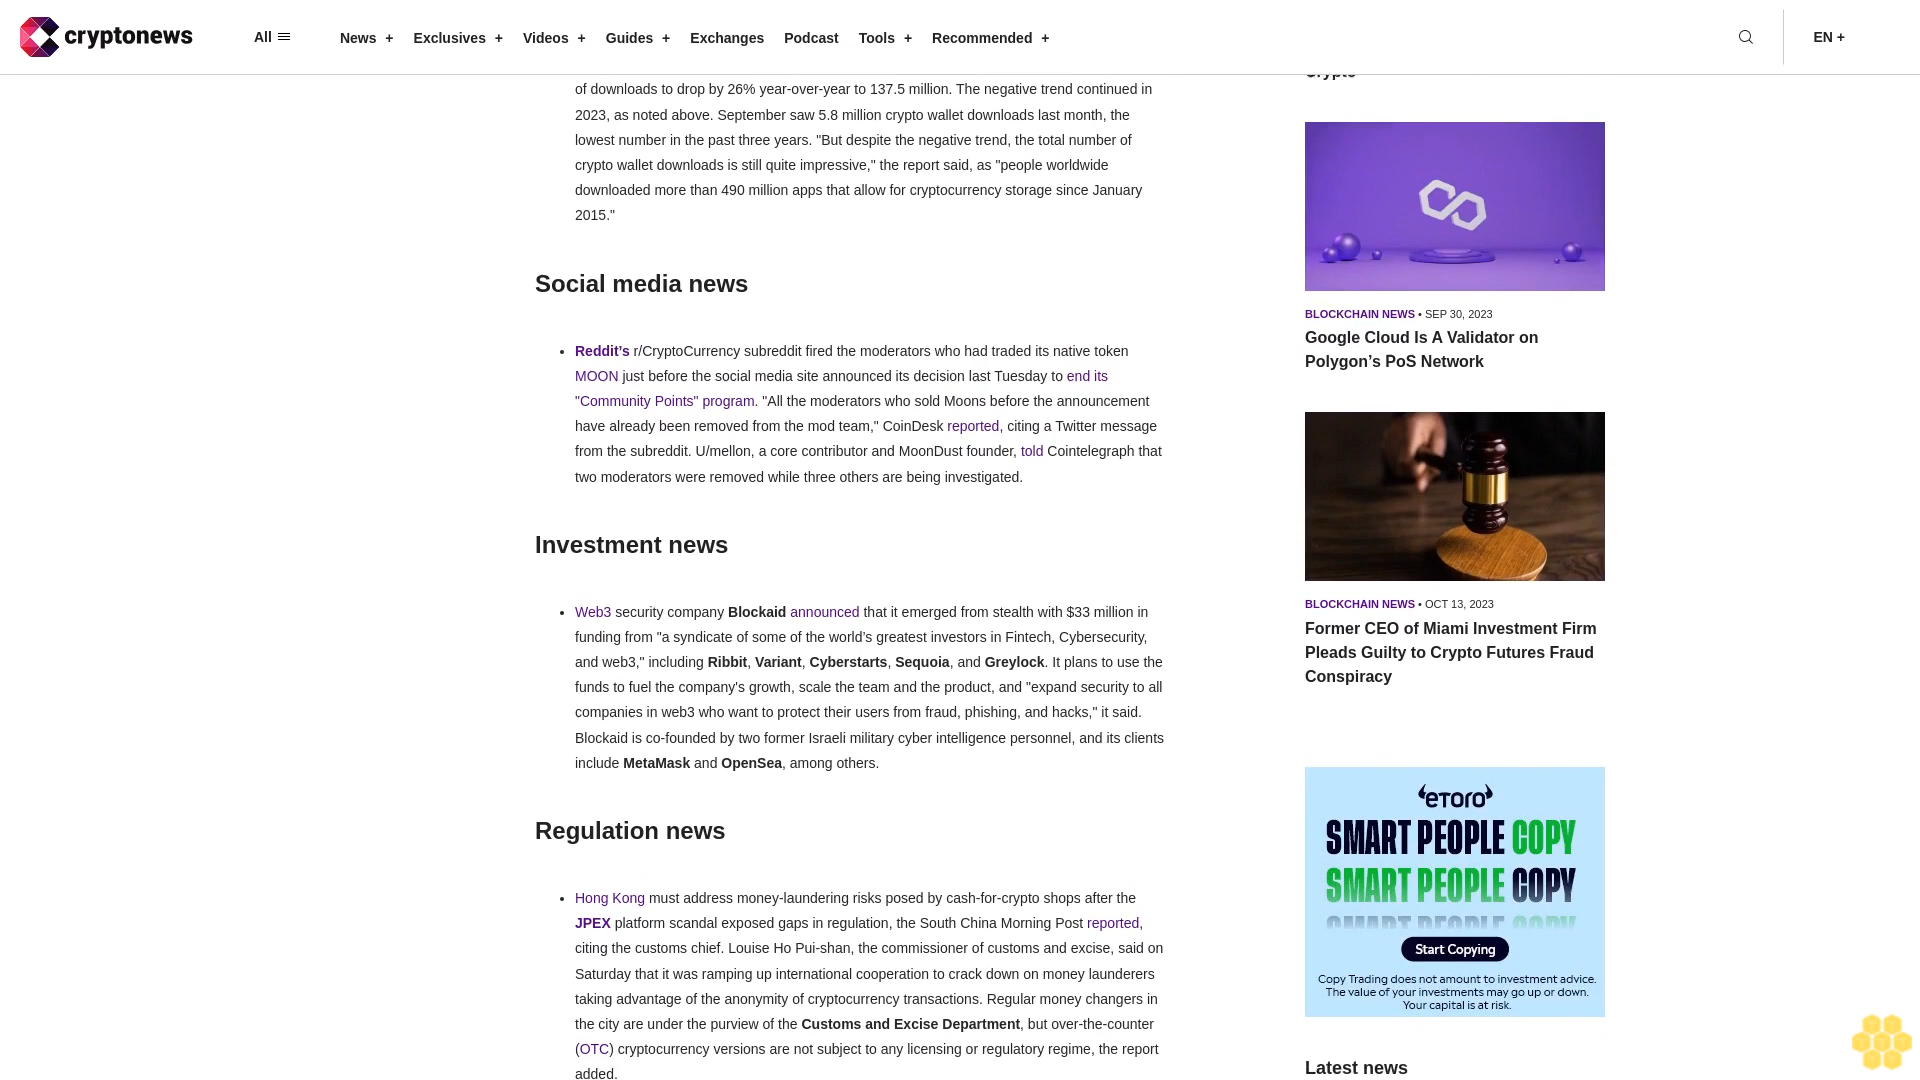 cryptonews
All
News +
Exclusives +
Videos +
Guides +
Exchanges
Podcast
Tools +
Recommended +
EN +
of downloads to drop by 26% year-over-year to 137.5 million. The negative trend continued in
2023, as noted above. September saw 5.8 million crypto wallet downloads last month, the
lowest number in the past three years. "But despite the negative trend, the total number of
crypto wallet downloads is still quite impressive," the report said, as "people worldwide
downloaded more than 490 million apps that allow for cryptocurrency storage since January
2015."
Social media news
Reddit’s r/CryptoCurrency subreddit fired the moderators who had traded its native token
MOON just before the social media site announced its decision last Tuesday to end its
"Community Points" program. "All the moderators who sold Moons before the announcement
have already been removed from the mod team," CoinDesk reported, citing a Twitter message
from the subreddit. U/mellon, a core contributor and MoonDust founder, told Cointelegraph that
two moderators were removed while three others are being investigated.
Investment news
Web3 security company Blockaid announced that it emerged from stealth with $33 million in
funding from "a syndicate of some of the world’s greatest investors in Fintech, Cybersecurity,
and web3," including Ribbit, Variant, Cyberstarts, Sequoia, and Greylock. It plans to use the
funds to fuel the company's growth, scale the team and the product, and "expand security to all
companies in web3 who want to protect their users from fraud, phishing, and hacks," it said.
Blockaid is co-founded by two former Israeli military cyber intelligence personnel, and its clients
include MetaMask and OpenSea, among others.
Regulation news
Hong Kong must address money-laundering risks posed by cash-for-crypto shops after the
JPEX platform scandal exposed gaps in regulation, the South China Morning Post reported,
citing the customs chief. Louise Ho Pui-shan, the commissioner of customs and excise, said on
Saturday that it was ramping up international cooperation to crack down on money launderers
taking advantage of the anonymity of cryptocurrency transactions. Regular money changers in
the city are under the purview of the Customs and Excise Department, but over-the-counter
(OTC) cryptocurrency versions are not subject to any licensing or regulatory regime, the report
added.
Crypto
BLOCKCHAIN NEWS • SEP 30, 2023
Google Cloud Is A Validator on
Polygon’s PoS Network
BLOCKCHAIN NEWS • OCT 13, 2023
Former CEO of Miami Investment Firm
Pleads Guilty to Crypto Futures Fraud
Conspiracy
eToro
SMART PEOPLE COPY
SMART PEOPLE COPY
SMART PEOPLE COPY
Start Copying
Copy Trading does not amount to investment advice.
The value of your investments may go up or down.
Your capital is at risk.
Latest news